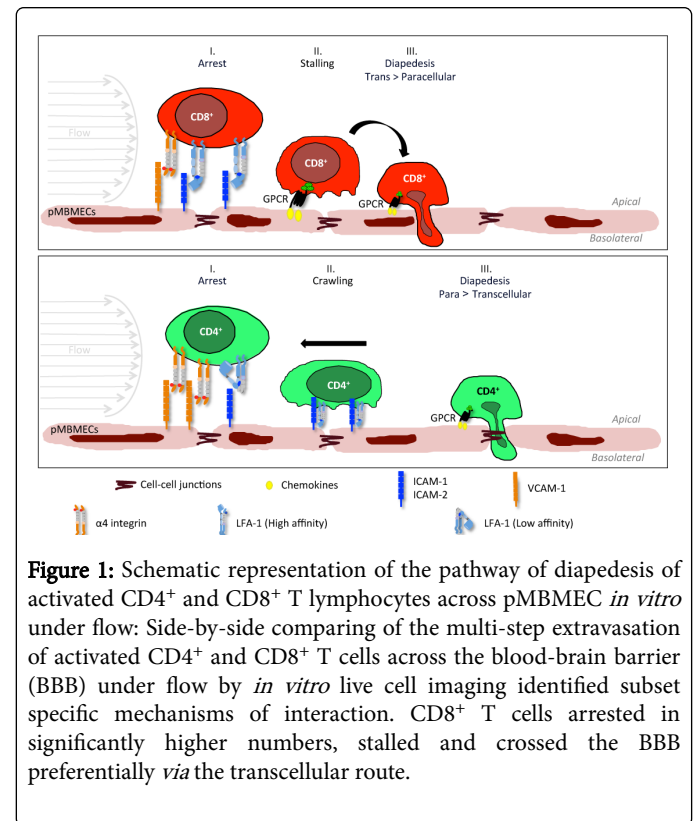 I.
Arrest
II.
Stalling
III.
Diapedesis
Trans > Paracellular
Flow
CD8⁺
CD8⁺
CD8⁺
GPCR
GPCR
pMBMECs
Apical
Basolateral
I.
Arrest
II.
Crawling
III.
Diapedesis
Para > Transcellular
Flow
CD4⁺
CD4⁺
CD4⁺
GPCR
pMBMECs
Apical
Basolateral
Cell-cell junctions
Chemokines
ICAM-1
ICAM-2
VCAM-1
α4 integrin
LFA-1 (High affinity)
LFA-1 (Low affinity)
Figure 1: Schematic representation of the pathway of diapedesis of
activated CD4⁺ and CD8⁺ T lymphocytes across pMBMEC in vitro
under flow: Side-by-side comparing of the multi-step extravasation
of activated CD4⁺ and CD8⁺ T cells across the blood-brain barrier
(BBB) under flow by in vitro live cell imaging identified subset
specific mechanisms of interaction. CD8⁺ T cells arrested in
significantly higher numbers, stalled and crossed the BBB
preferentially via the transcellular route.